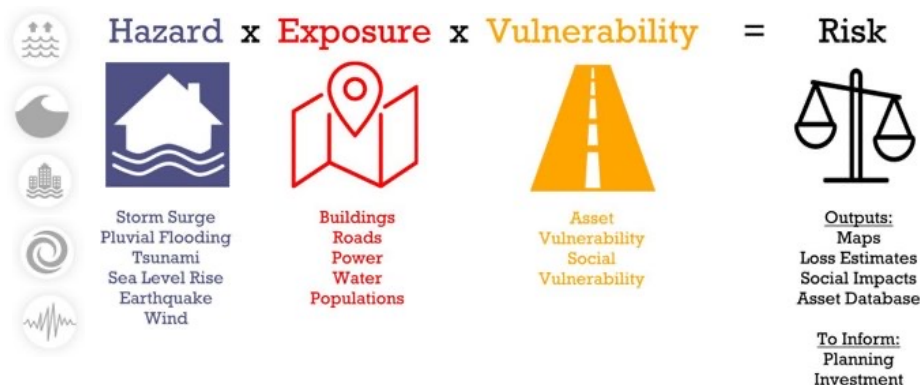 Hazard x Exposure x Vulnerability = Risk
Storm Surge
Pluvial Flooding
Tsunami
Sea Level Rise
Earthquake
Wind
Buildings
Roads
Power
Water
Populations
Asset
Vulnerability
Social
Vulnerability
Outputs:
Maps
Loss Estimates
Social Impacts
Asset Database
To Inform:
Planning
Investment